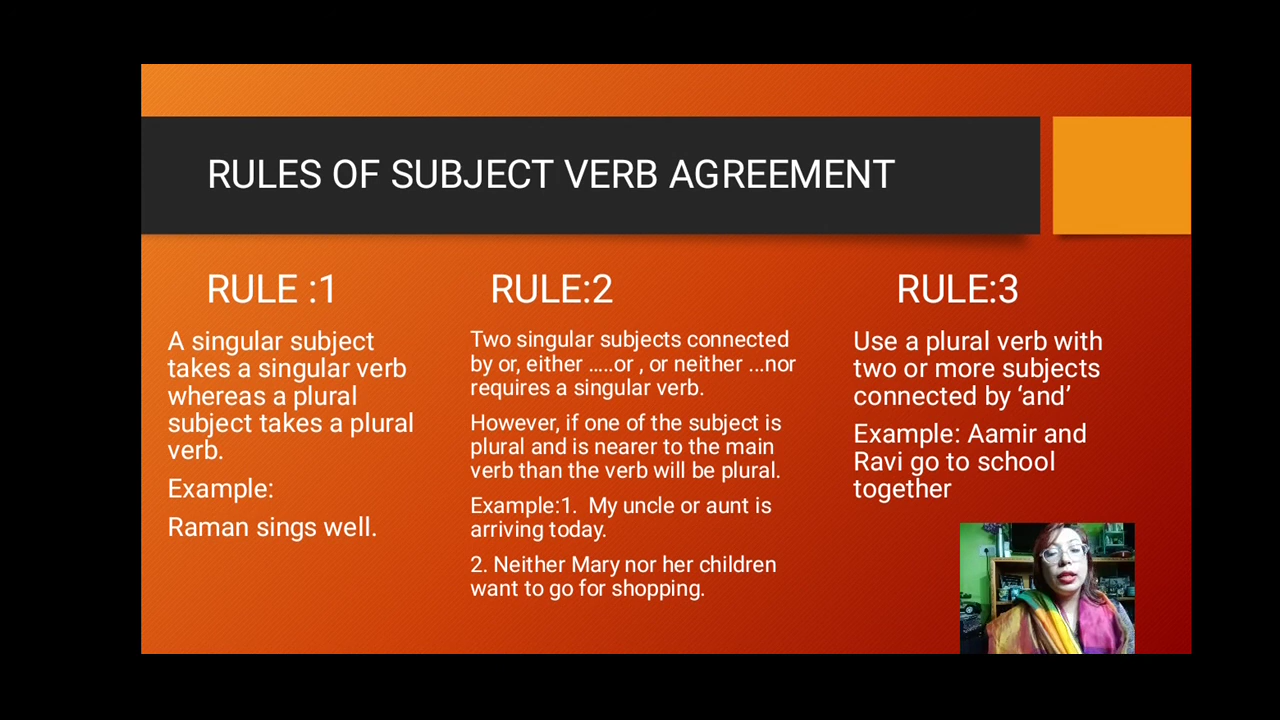 RULES OF SUBJECT VERB AGREEMENT
RULE :1
A singular subject
takes a singular verb
whereas a plural
subject takes a plural
verb.
Example:
Raman sings well.
RULE:2
Two singular subjects connected
by or, either .....or , or neither ...nor
requires a singular verb.
However, if one of the subject is
plural and is nearer to the main
verb than the verb will be plural.
Example:1.  My uncle or aunt is
arriving today.
2. Neither Mary nor her children
want to go for shopping.
RULE:3
Use a plural verb with
two or more subjects
connected by ‘and’
Example: Aamir and
Ravi go to school
together